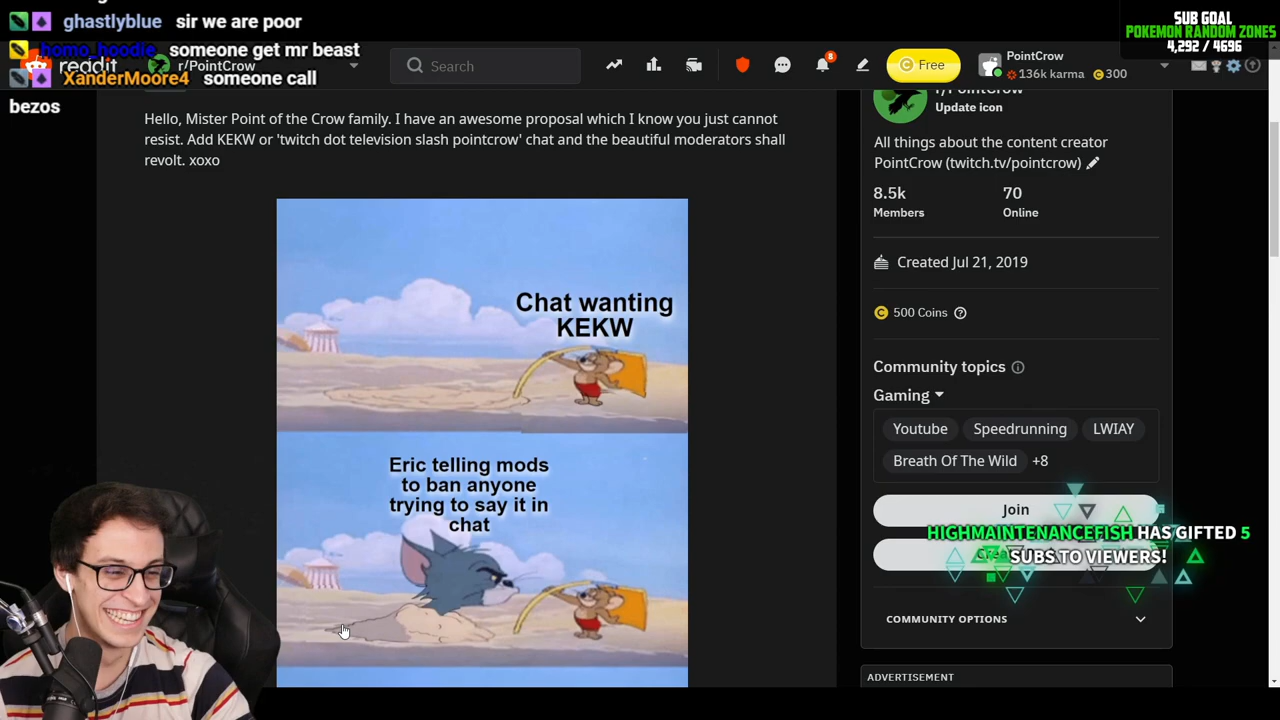 ghastlyblue sir we are poor
homo_hoodie someone get mr beast
XanderMoore4 someone call
bezos
reddit
r/PointCrow
Search
8
Free
PointCrow
136k karma
300
SUB GOAL
POKEMON RANDOM ZONES
4,292 / 4696
Hello, Mister Point of the Crow family. I have an awesome proposal which I know you just cannot
resist. Add KEKW or 'twitch dot television slash pointcrow' chat and the beautiful moderators shall
revolt. xoxo
Chat wanting
KEKW
Eric telling mods
to ban anyone
trying to say it in
chat
r/PointCrow
Update icon
All things about the content creator
PointCrow (twitch.tv/pointcrow)
8.5k
70
Members
Online
Created Jul 21, 2019
500 Coins
Community topics
Gaming
Youtube
Speedrunning
LWIAY
Breath Of The Wild
+8
Join
HIGHMAINTENANCEFISH HAS GIFTED 5
SUBS TO VIEWERS!
COMMUNITY OPTIONS
ADVERTISEMENT